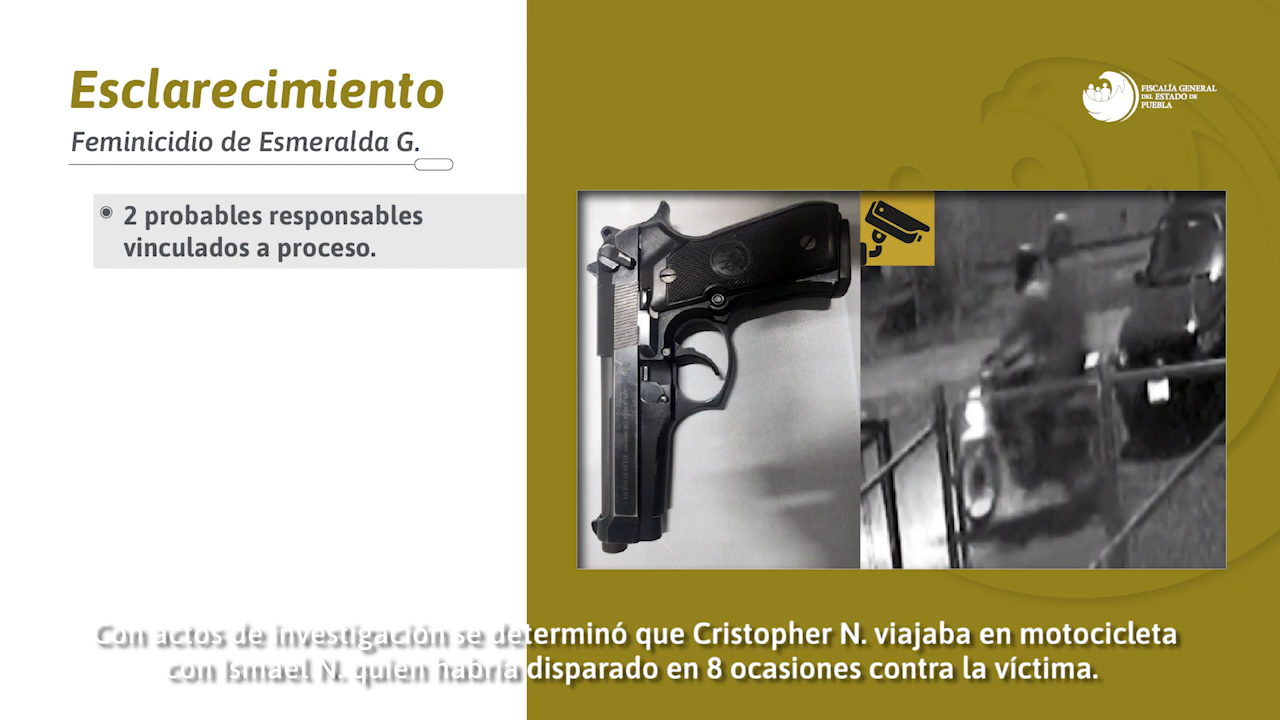 Esclarecimiento
Feminicidio de Esmeralda G.
2 probables responsables
vinculados a proceso.
FISCALÍA GENERAL
DEL ESTADO DE
PUEBLA
Con actos de investigación se determinó que Cristopher N. viajaba en motocicleta
con Ismael N. quien habría disparado en 8 ocasiones contra la víctima.